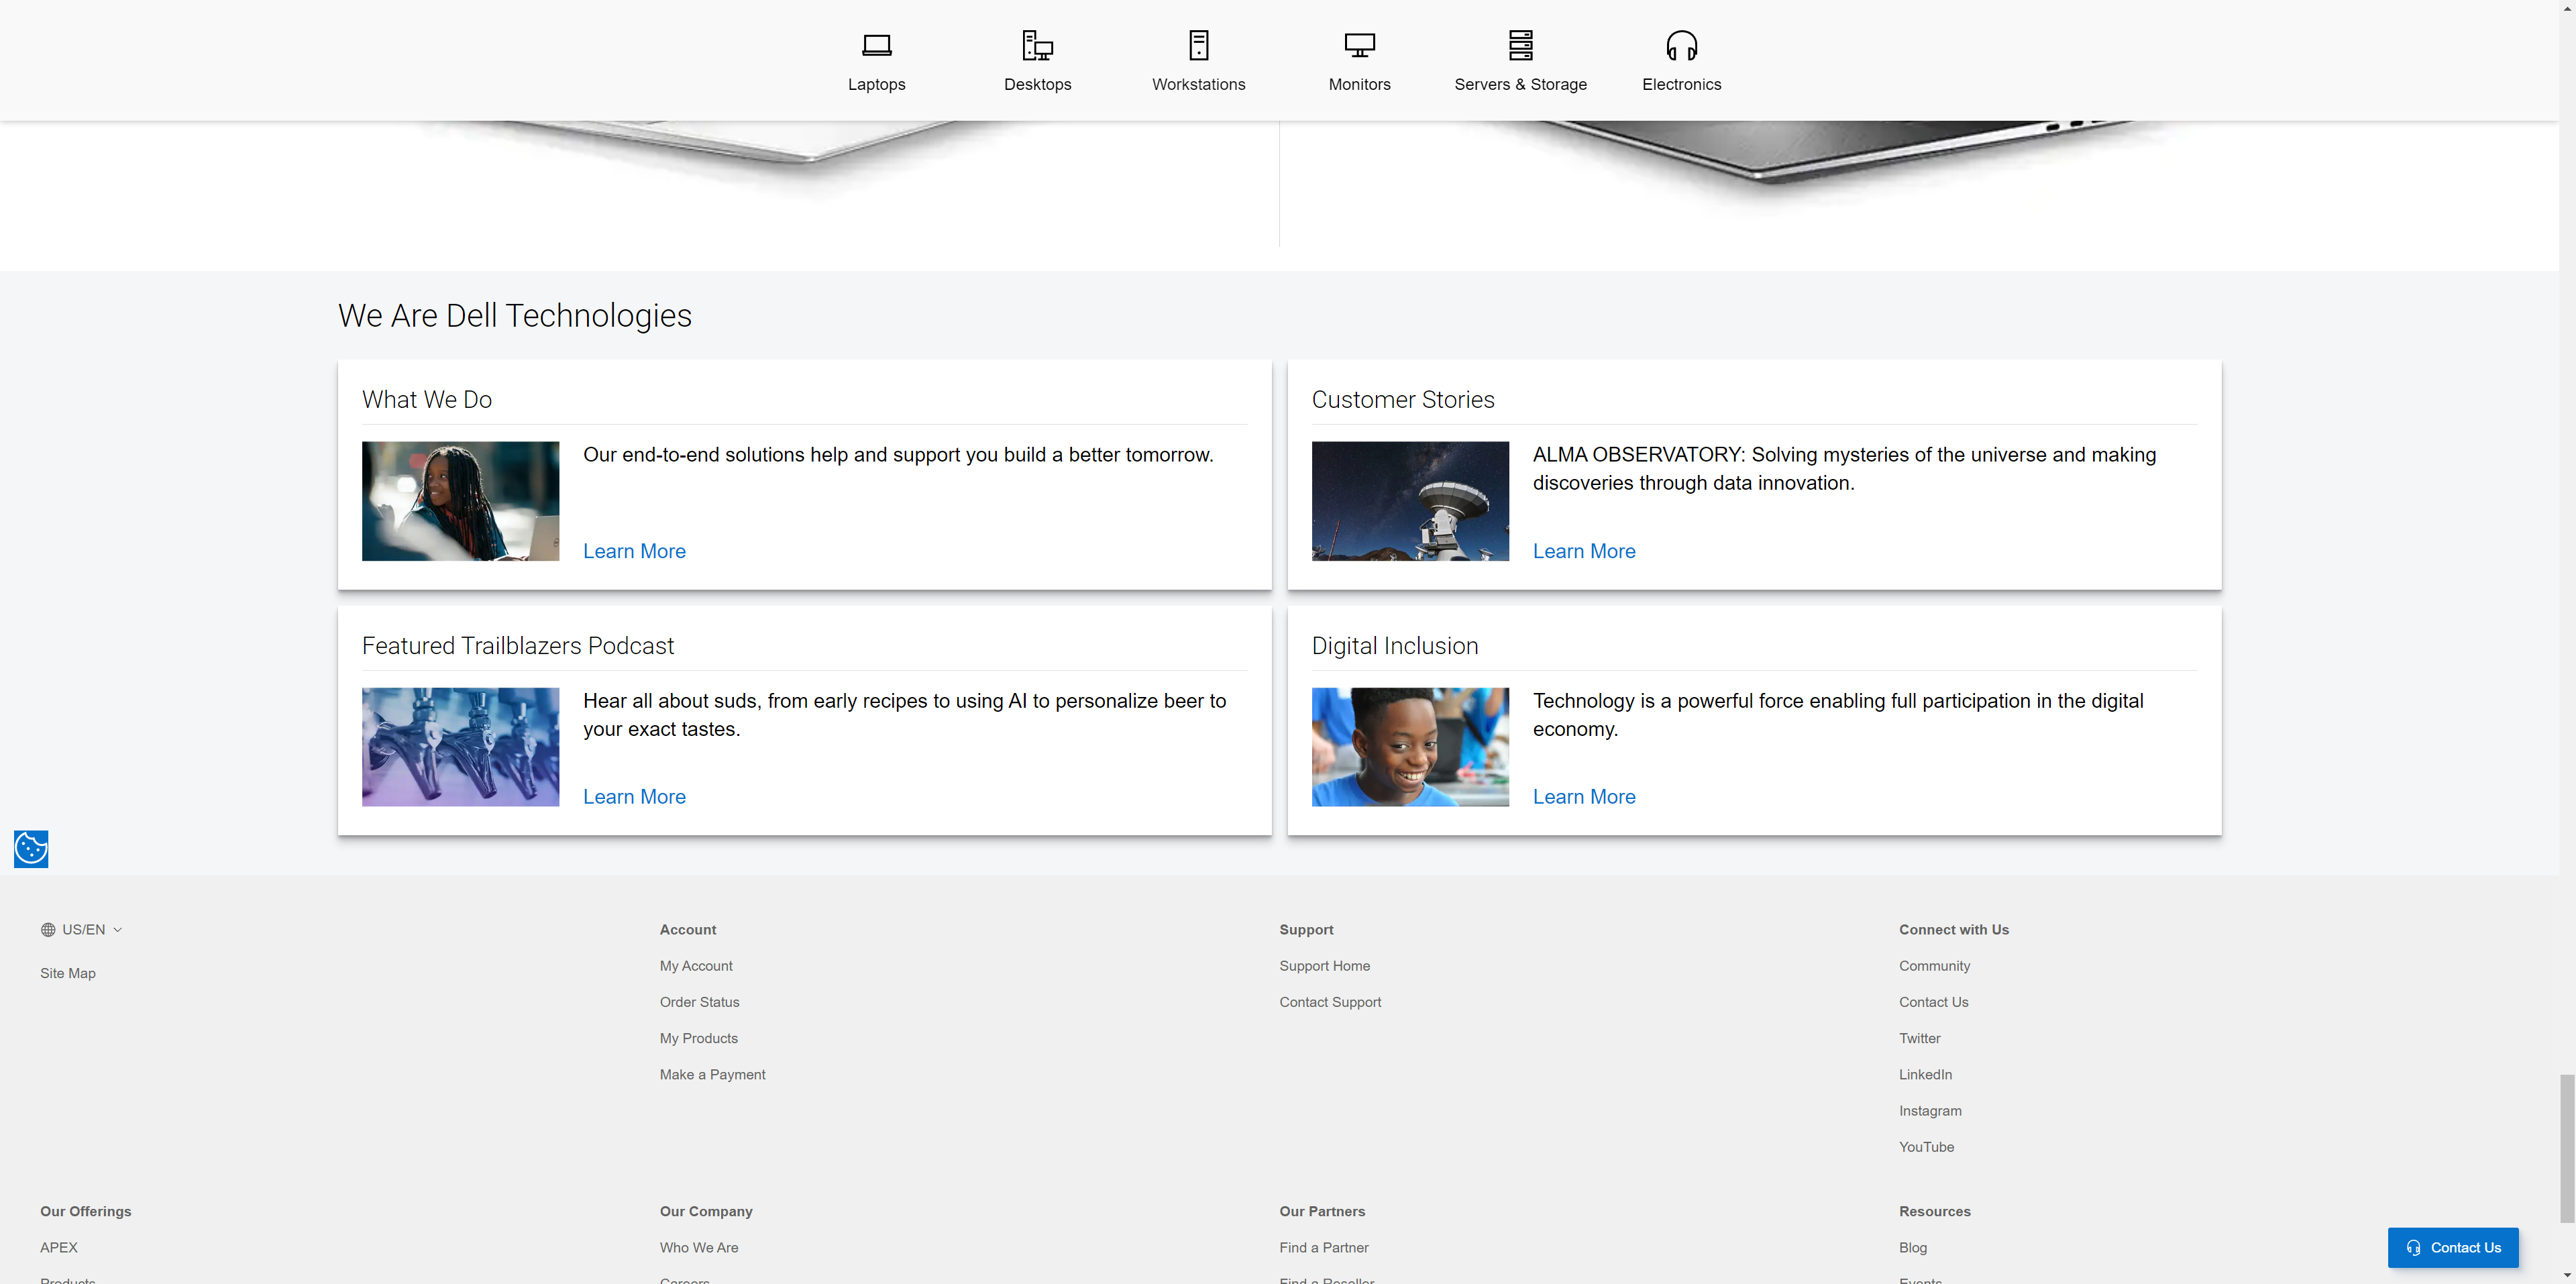 Laptops
Desktops
Workstations
Monitors
Servers & Storage
Electronics
We Are Dell Technologies
What We Do
Our end-to-end solutions help and support you build a better tomorrow.
Learn More
Customer Stories
ALMA OBSERVATORY: Solving mysteries of the universe and making
discoveries through data innovation.
Learn More
Featured Trailblazers Podcast
Hear all about suds, from early recipes to using AI to personalize beer to
your exact tastes.
Learn More
Digital Inclusion
Technology is a powerful force enabling full participation in the digital
economy.
Learn More
US/EN
Site Map
Account
My Account
Order Status
My Products
Make a Payment
Support
Support Home
Contact Support
Connect with Us
Community
Contact Us
Twitter
LinkedIn
Instagram
YouTube
Our Offerings
APEX
Products
Our Company
Who We Are
Careers
Our Partners
Find a Partner
Find a Reseller
Resources
Blog
Events
Contact Us